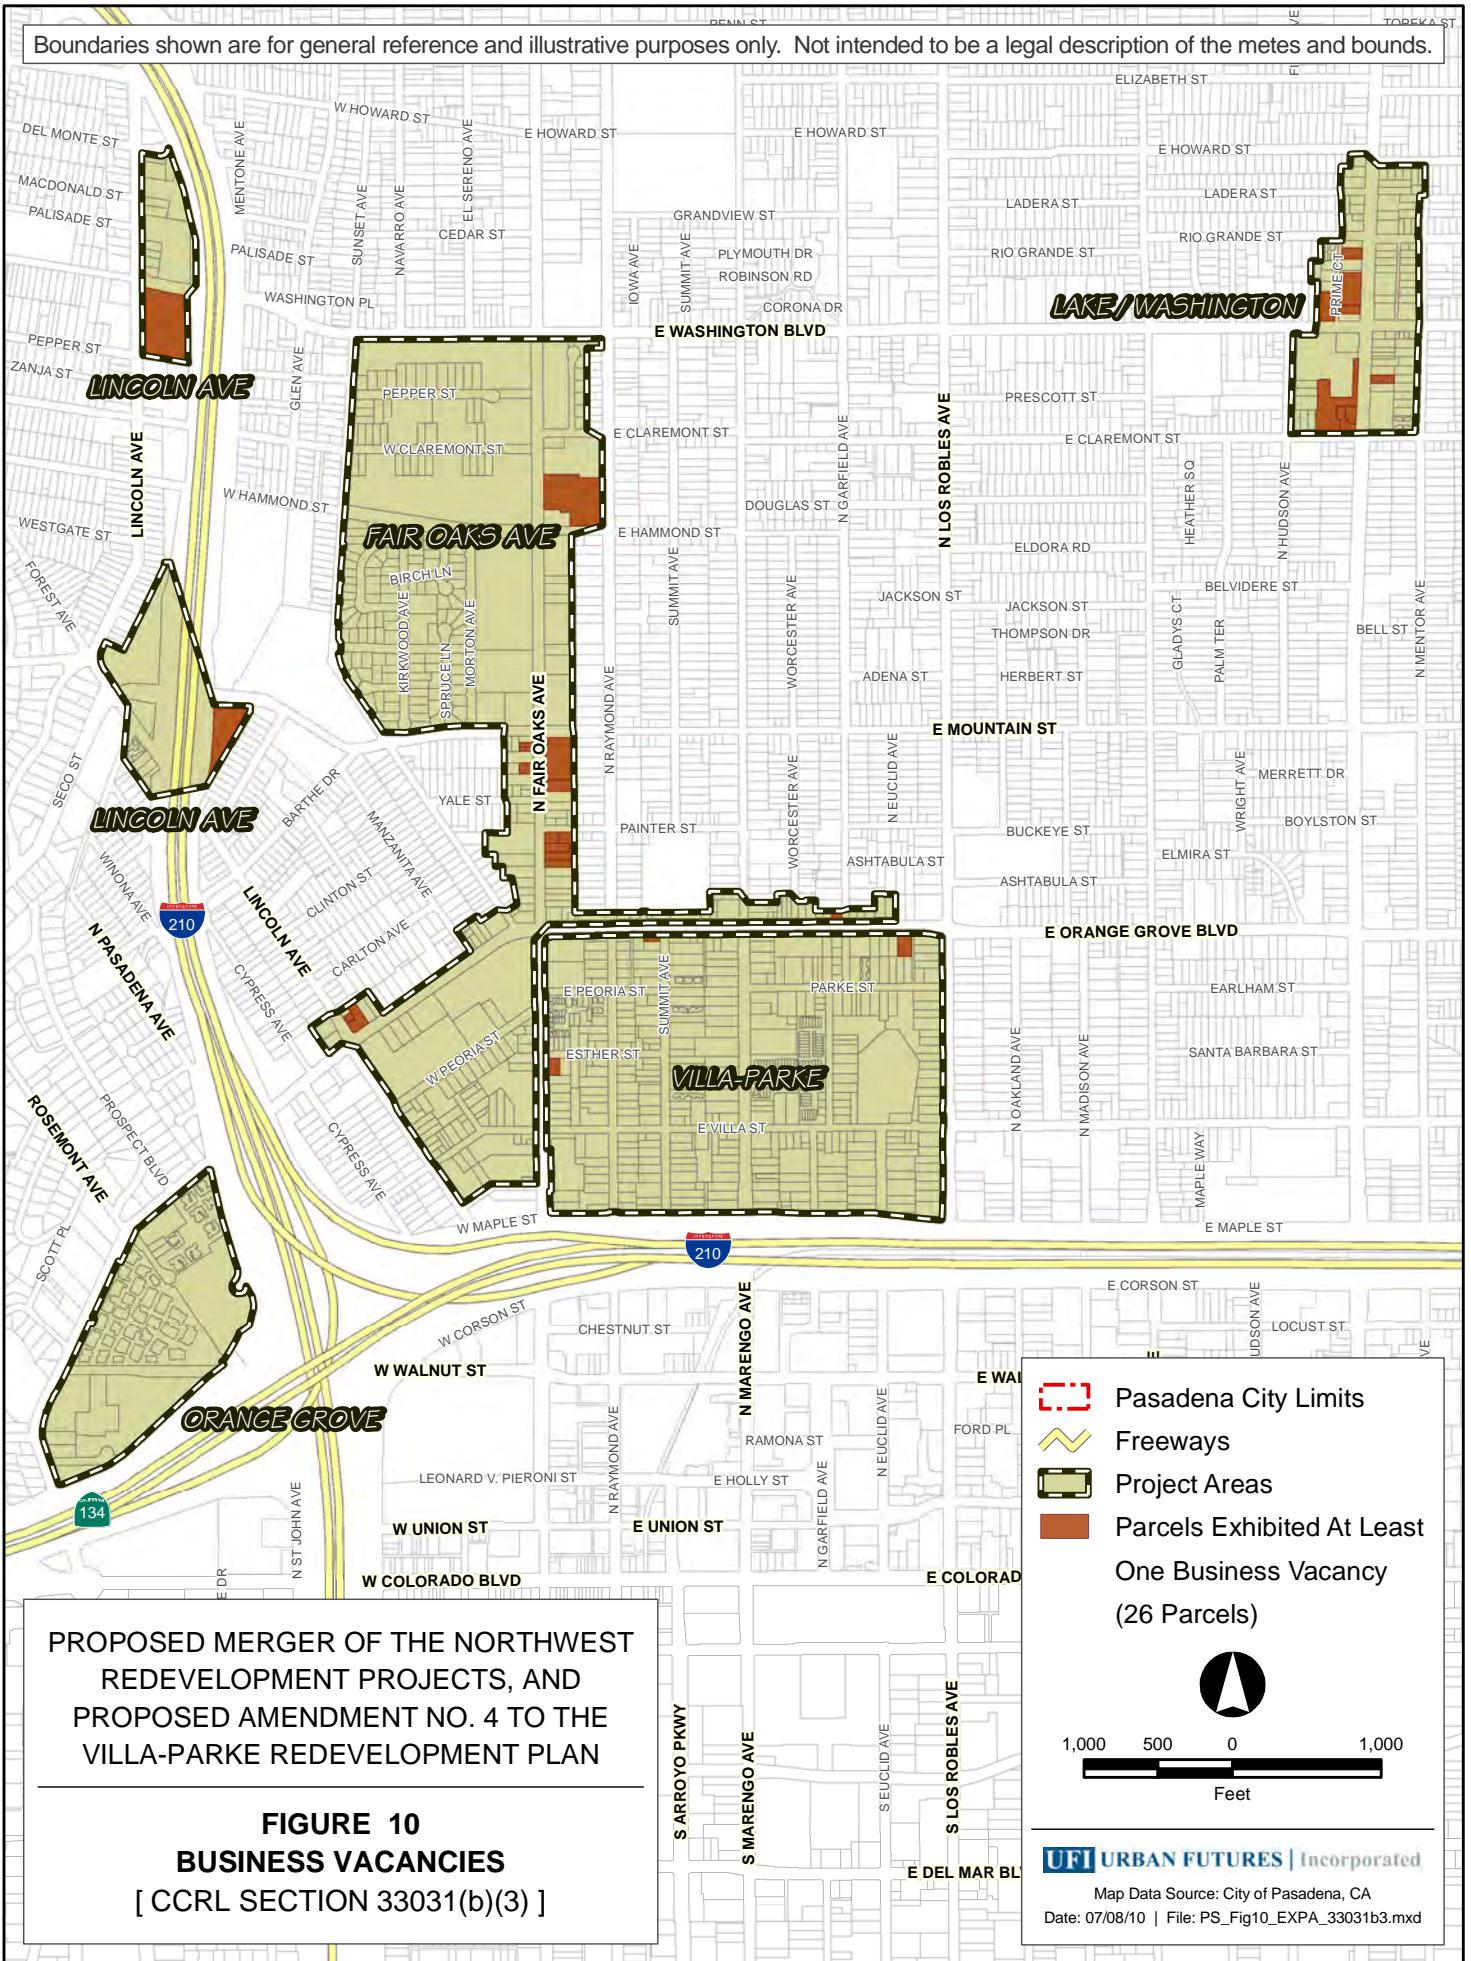 PENN ST
TOPEKA ST
Boundaries shown are for general reference and illustrative purposes only. Not intended to be a legal description of the metes and bounds.
ELIZABETH ST
W HOWARD ST
E HOWARD ST
E HOWARD ST
E HOWARD ST
DEL MONTE ST
MENTONE AVE
EL SERENO AVE
MACDONALD ST
PALISADE ST
SUNSET AVE
NAVARRO AVE
CEDAR ST
GRANDVIEW ST
LADERA ST
LADERA ST
PALISADE ST
IOWA AVE
SUMMIT AVE
PLYMOUTH DR
ROBINSON RD
RIO GRANDE ST
RIO GRANDE ST
WASHINGTON PL
CORONA DR
PRIME CT
LAKE/WASHINGTON
E WASHINGTON BLVD
PEPPER ST
ZANJA ST
LINCOLN AVE
GLEN AVE
PEPPER ST
PRESCOTT ST
LINCOLN AVE
W CLAREMONT ST
E CLAREMONT ST
N GARFIELD AVE
N LOS ROBLES AVE
E CLAREMONT ST
W HAMMOND ST
WESTGATE ST
FAIR OAKS AVE
E HAMMOND ST
DOUGLAS ST
HEATHER SQ
N HUDSON AVE
ELDORA RD
FOREST AVE
BIRCH LN
SUMMIT AVE
WORCESTER AVE
JACKSON ST
JACKSON ST
BELVIDERE ST
THOMPSON DR
GLADYS CT
PALM TER
BELL ST
N MENTOR AVE
KIRKWOOD AVE
SPRUCE LN
MORTON AVE
ADENA ST
HERBERT ST
N FAIR OAKS AVE
N RAYMOND AVE
E MOUNTAIN ST
SECO ST
BARTHE DR
YALE ST
MANZANITA AVE
WORCESTER AVE
N EUCLID AVE
WRIGHT AVE
MERRETT DR
LINCOLN AVE
PAINTER ST
BUCKEYE ST
BOYLSTON ST
WINONA AVE
CLINTON ST
ASHTABULA ST
ELMIRA ST
ASHTABULA ST
INTERSTATE
210
LINCOLN AVE
CARLTON AVE
N PASADENA AVE
CYPRESS AVE
E ORANGE GROVE BLVD
E PEORIA ST
SUMMIT AVE
PARKE ST
EARLHAM ST
W PEORIA ST
ESTHER ST
VILLA-PARKE
N OAKLAND AVE
N MADISON AVE
SANTA BARBARA ST
ROSEMONT AVE
PROSPECT BLVD
CYPRESS AVE
E VILLA ST
MAPLE WAY
SCOTT PL
W MAPLE ST
E MAPLE ST
INTERSTATE
210
E CORSON ST
W CORSON ST
CHESTNUT ST
N MARENGO AVE
UDSON AVE
LOCUST ST
VE
W WALNUT ST
E WAL
ORANGE GROVE
N RAYMOND AVE
RAMONA ST
N EUCLID AVE
FORD PL
LEONARD V. PIERONI ST
E HOLLY ST
N GARFIELD AVE
CALIFORNIA
134
N ST JOHN AVE
W UNION ST
E UNION ST
E DR
W COLORADO BLVD
E COLORAD
Pasadena City Limits
Freeways
Project Areas
Parcels Exhibited At Least
One Business Vacancy
(26 Parcels)
1,000 500 0 1,000
Feet
UFI URBAN FUTURES | Incorporated
Map Data Source: City of Pasadena, CA
Date: 07/08/10 | File: PS_Fig10_EXPA_33031b3.mxd
S ARROYO PKWY
S MARENGO AVE
S EUCLID AVE
S LOS ROBLES AVE
E DEL MAR BLV
PROPOSED MERGER OF THE NORTHWEST
REDEVELOPMENT PROJECTS, AND
PROPOSED AMENDMENT NO. 4 TO THE
VILLA-PARKE REDEVELOPMENT PLAN
FIGURE 10
BUSINESS VACANCIES
[ CCRL SECTION 33031(b)(3) ]